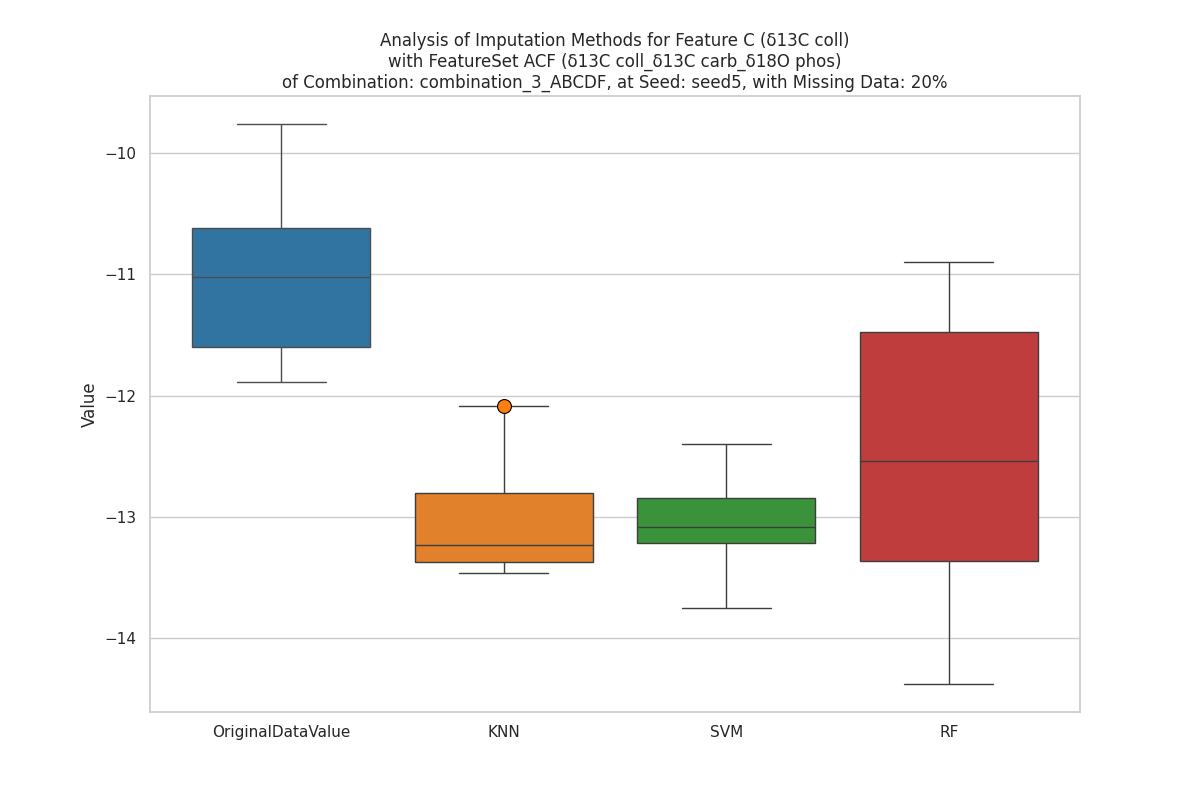 Analysis of Imputation Methods for Feature C (δ13C coll)
with FeatureSet ACF (δ13C coll_δ13C carb_δ18O phos)
of Combination: combination_3_ABCDF, at Seed: seed5, with Missing Data: 20%
Value
−10
−11
−12
−13
−14
OriginalDataValue
KNN
SVM
RF